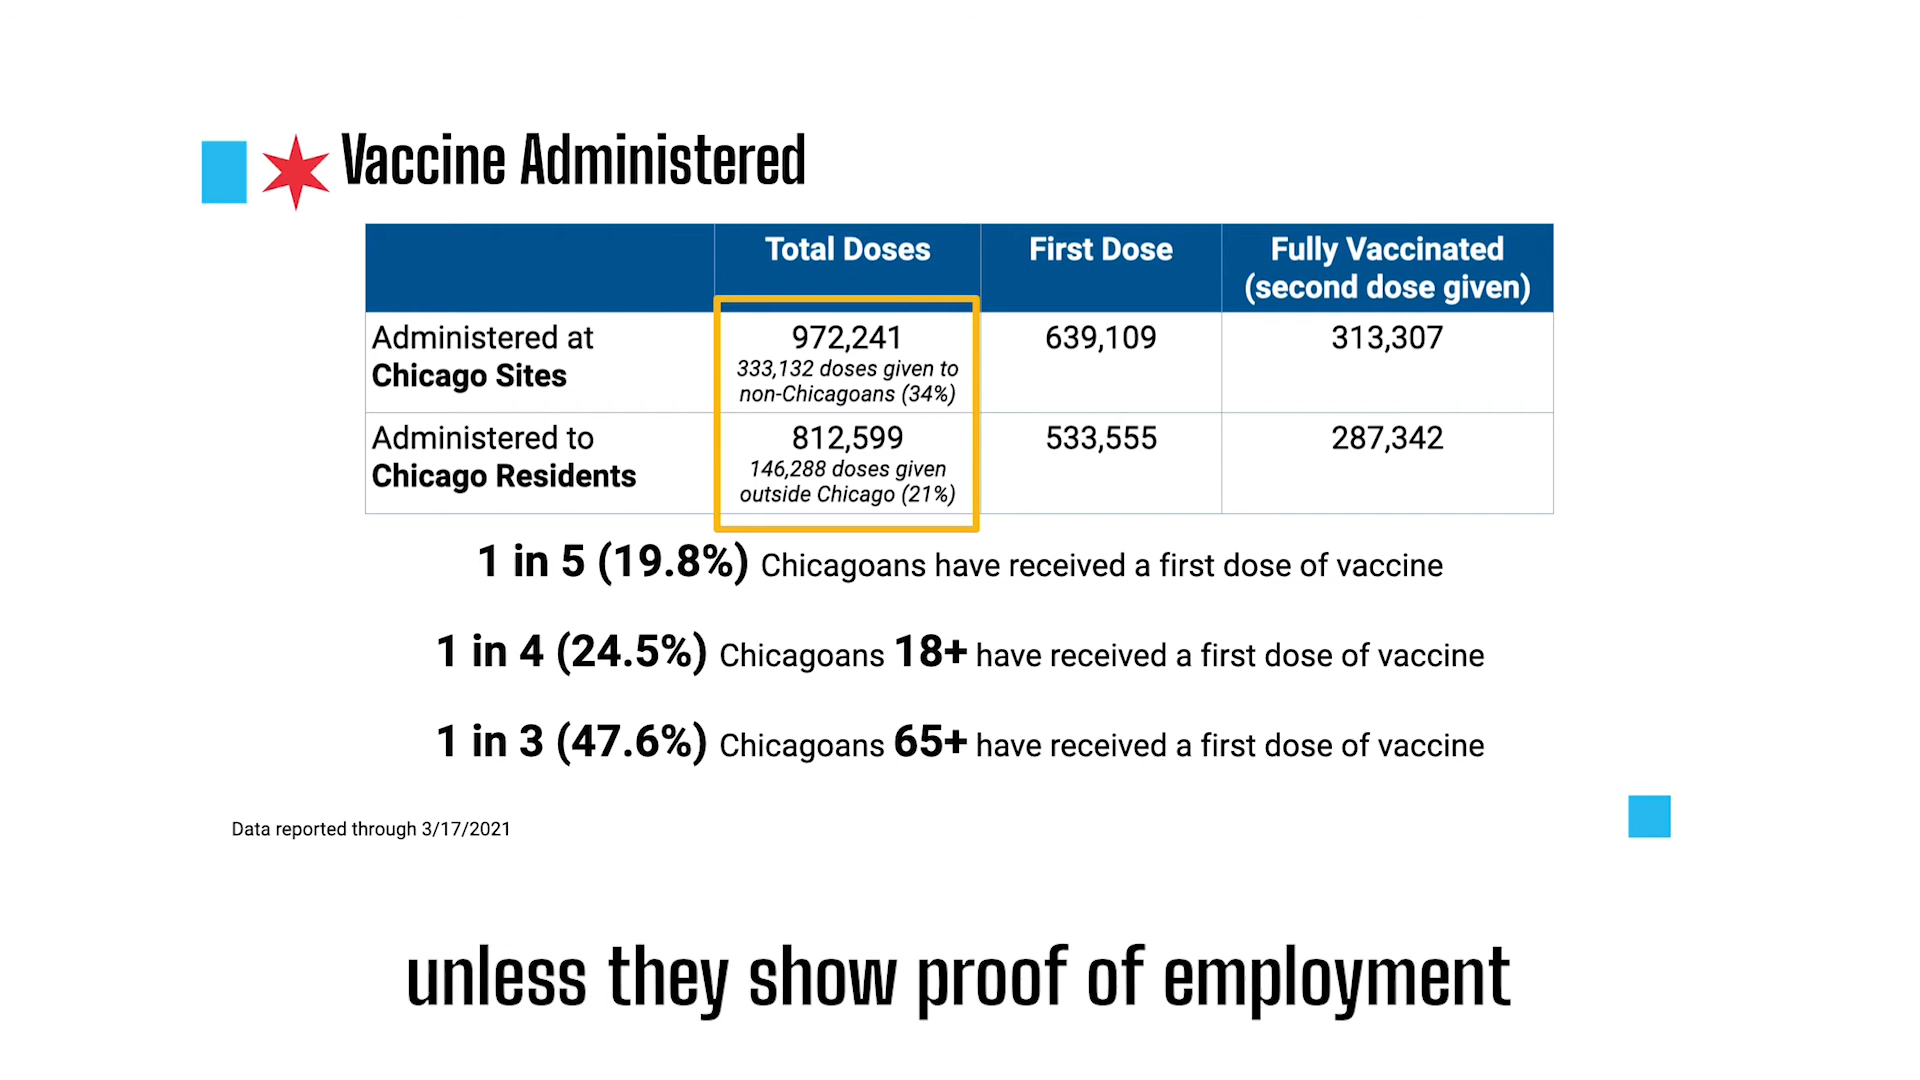 Vaccine Administered
Total Doses
First Dose
Fully Vaccinated
(second dose given)
Administered at
Chicago Sites
972,241
333,132 doses given to
non-Chicagoans (34%)
639,109
313,307
Administered to
Chicago Residents
812,599
146,288 doses given
outside Chicago (21%)
533,555
287,342
1 in 5 (19.8%) Chicagoans have received a first dose of vaccine
1 in 4 (24.5%) Chicagoans 18+ have received a first dose of vaccine
1 in 3 (47.6%) Chicagoans 65+ have received a first dose of vaccine
Data reported through 3/17/2021
unless they show proof of employment